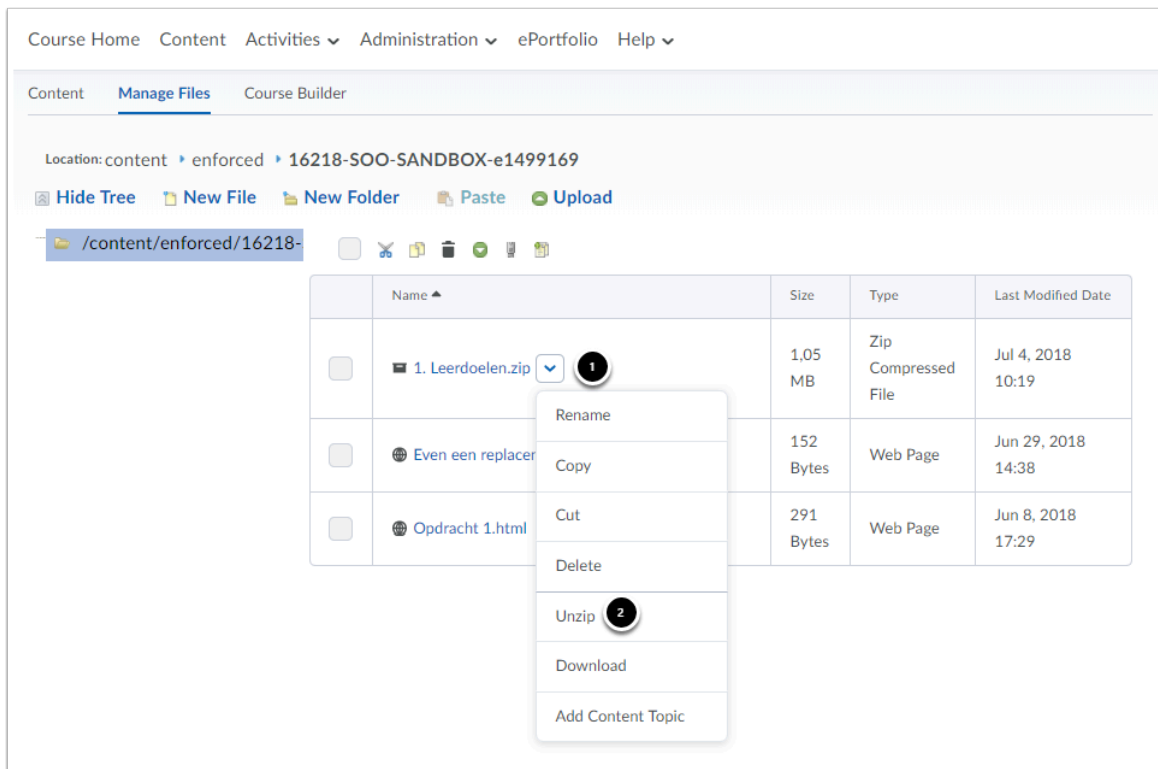 Course Home Content Activities Administration ePortfolio Help
Content Manage Files Course Builder
Location: content enforced 16218-SOO-SANDBOX-e1499169
Hide Tree New File New Folder Paste Upload
/content/enforced/16218-
Name Size Type Last Modified Date
1. Leerdoelen.zip
1
1,05
MB
Zip
Compressed
File
Jul 4, 2018
10:19
Even een replacer
152
Bytes
Web Page
Jun 29, 2018
14:38
Opdracht 1.html
291
Bytes
Web Page
Jun 8, 2018
17:29
Rename
Copy
Cut
Delete
Unzip 2
Download
Add Content Topic